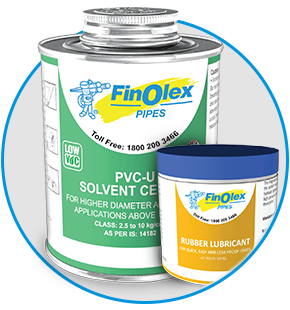 FinOlex
PIPES
Toll Free: 1800 200 3466
LOW
VOC
PVC-U
SOLVENT CE
FOR HIGHER DIAMETER A
APPLICATIONS ABOVE
CLASS: 2.5 to 10 kg/c
AS PER IS: 14182
FinOlex
PIPES
Toll Free: 1800 200 3466
RUBBER LUBRICANT